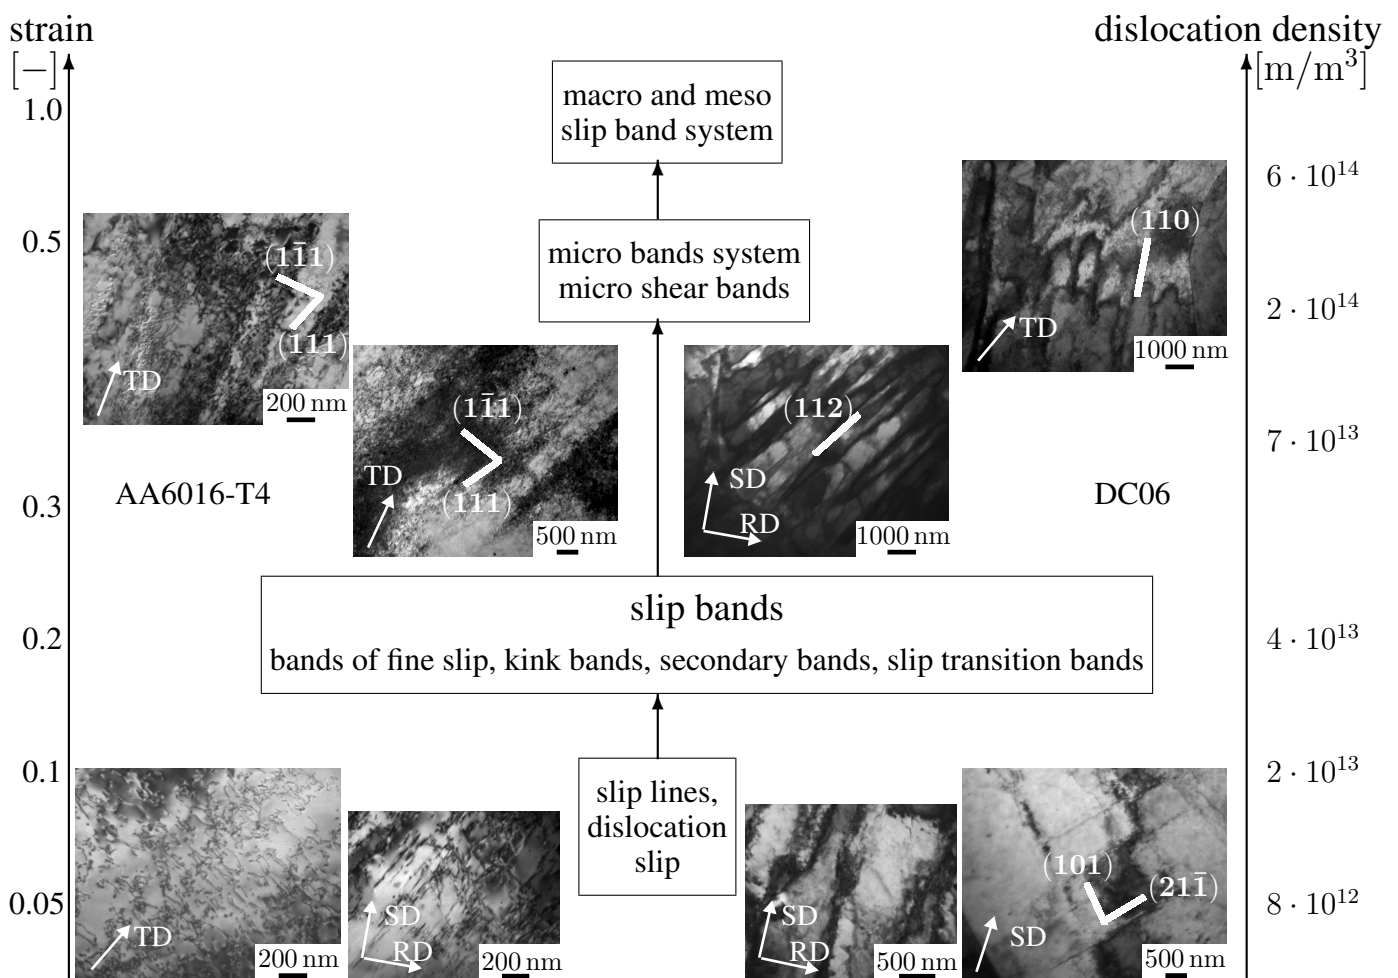 strain
[−]
1.0
0.5
0.3
0.2
0.1
0.05
dislocation density
[m/m³]
6 · 10¹⁴
2 · 10¹⁴
7 · 10¹³
4 · 10¹³
2 · 10¹³
8 · 10¹²
macro and meso
slip band system
micro bands system
micro shear bands
(11̄1)
(111)
TD
200 nm
(110)
TD
1000 nm
(11̄1)
(111)
TD
500 nm
(112)
SD
RD
1000 nm
AA6016-T4
DC06
slip bands
bands of fine slip, kink bands, secondary bands, slip transition bands
slip lines,
dislocation
slip
TD
200 nm
SD
RD
200 nm
SD
RD
500 nm
(101)
(211̄)
SD
500 nm